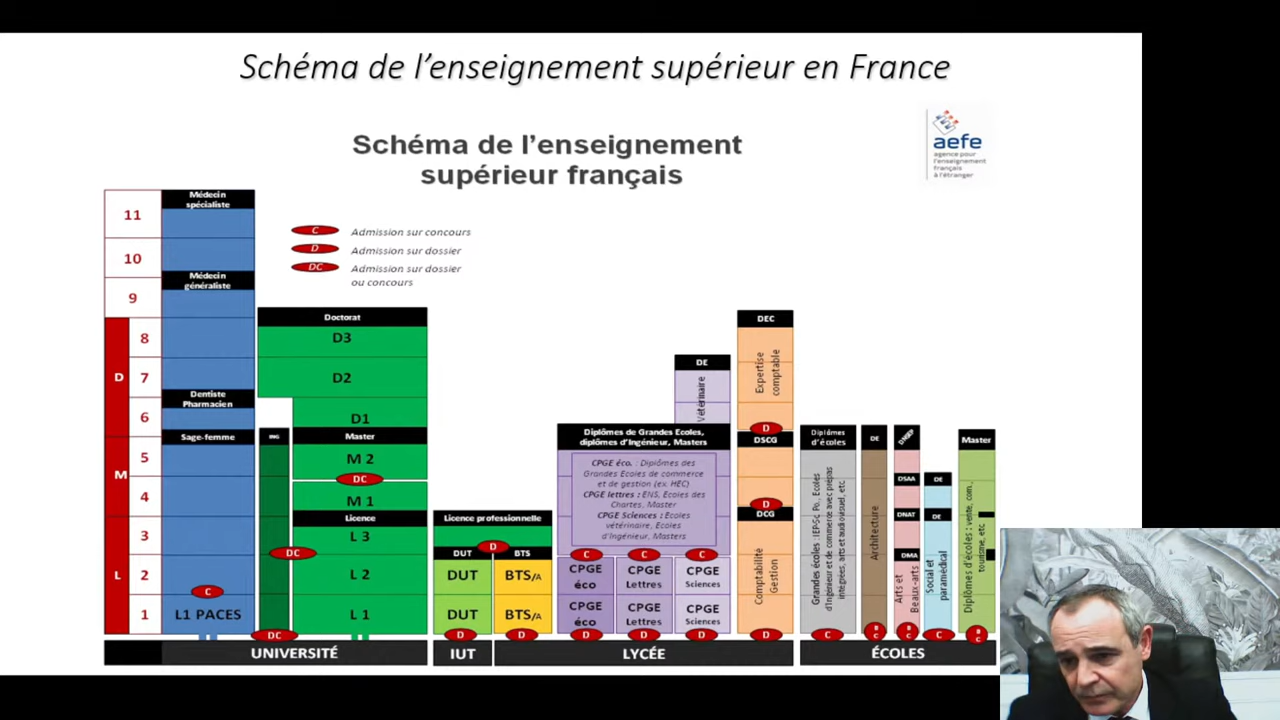 Schéma de l’enseignement supérieur en France
aefe
agence pour
l'enseignement
français
à l'étranger
Schéma de l’enseignement
supérieur français
C Admission sur concours
D Admission sur dossier
DC Admission sur dossier
ou concours
11
10
9
8
7
6
5
4
3
2
1
D
M
L
Médecin
spécialiste
Médecin
généraliste
Dentiste
Pharmacien
Sage-femme
C
L1 PACES
ING
DC
DC
Doctorat
D3
D2
D1
Master
M 2
DC
M 1
Licence
L 3
L 2
L 1
UNIVERSITÉ
Licence professionnelle
D
DUT
BTS
DUT
BTS/A
DUT
BTS/A
D
D
IUT
Diplômes de Grandes Ecoles,
diplômes d’Ingénieur, Masters
CPGE éco. : Diplômes des
Grandes Ecoles de commerce
et de gestion (ex. HEC)
CPGE lettres : ENS, Ecoles des
Chartes, Master
CPGE Sciences : Ecoles
vétérinaire, Ecoles
d’Ingénieur, Masters
C
C
C
CPGE
éco
CPGE
Lettres
CPGE
Sciences
CPGE
éco
CPGE
Lettres
CPGE
Sciences
D
D
D
DE
Vétérinaire
DEC
Expertise
comptable
D
DSCG
D
DCG
Comptabilité
Gestion
D
LYCÉE
Diplômes
d'écoles
Grandes écoles : IEP-Sc Po., Ecoles
d’Ingénieur et de commerce avec prépas
intégrées, arts et audiovisuel, etc
C
DE
Architecture
DNSEP
DSAA
DNAT
DMA
Arts et
Beaux-arts
DE
DE
Social et
paramédical
C
Master
Diplômes d’écoles : vente, com.,
tourisme, etc
ÉCOLES